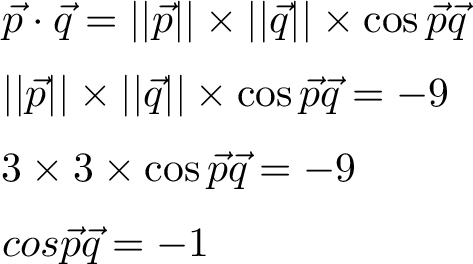 p⃗ · q⃗ = ||p⃗|| × ||q⃗|| × cos p⃗q⃗
||p⃗|| × ||q⃗|| × cos p⃗q⃗ = −9
3 × 3 × cos p⃗q⃗ = −9
cosp⃗q⃗ = −1